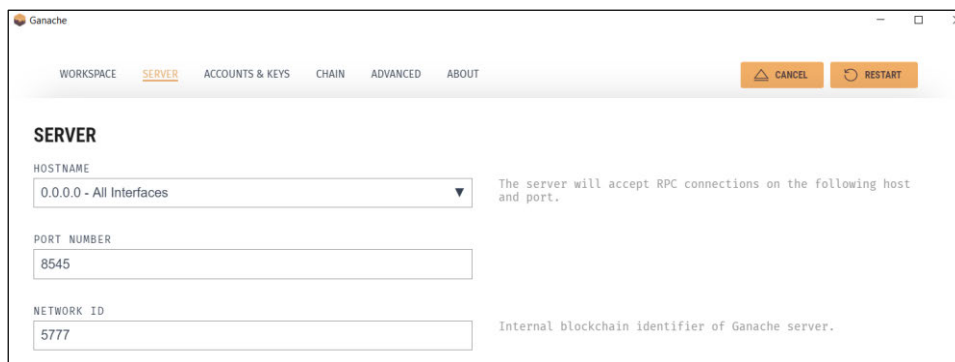 Ganache
WORKSPACE SERVER ACCOUNTS & KEYS CHAIN ADVANCED ABOUT CANCEL RESTART
SERVER
HOSTNAME
0.0.0.0 - All Interfaces
The server will accept RPC connections on the following host
and port.
PORT NUMBER
8545
NETWORK ID
5777
Internal blockchain identifier of Ganache server.